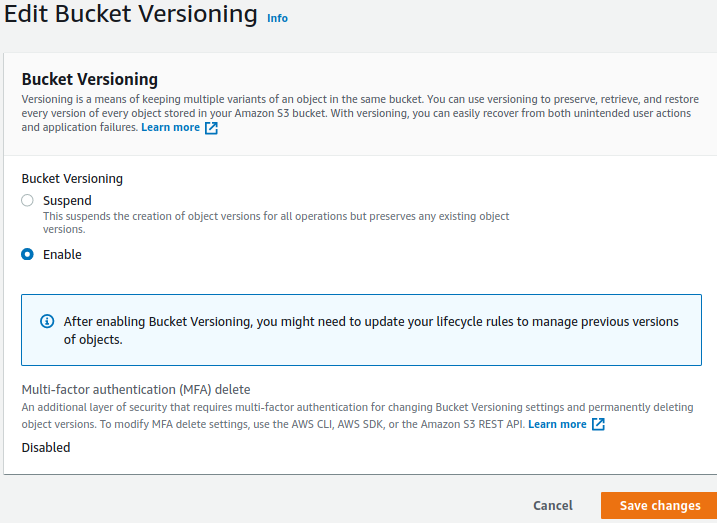 Edit Bucket Versioning Info
Bucket Versioning
Versioning is a means of keeping multiple variants of an object in the same bucket. You can use versioning to preserve, retrieve, and restore
every version of every object stored in your Amazon S3 bucket. With versioning, you can easily recover from both unintended user actions
and application failures. Learn more
Bucket Versioning
Suspend
This suspends the creation of object versions for all operations but preserves any existing object
versions.
Enable
After enabling Bucket Versioning, you might need to update your lifecycle rules to manage previous versions
of objects.
Multi-factor authentication (MFA) delete
An additional layer of security that requires multi-factor authentication for changing Bucket Versioning settings and permanently deleting
object versions. To modify MFA delete settings, use the AWS CLI, AWS SDK, or the Amazon S3 REST API. Learn more
Disabled
Cancel Save changes